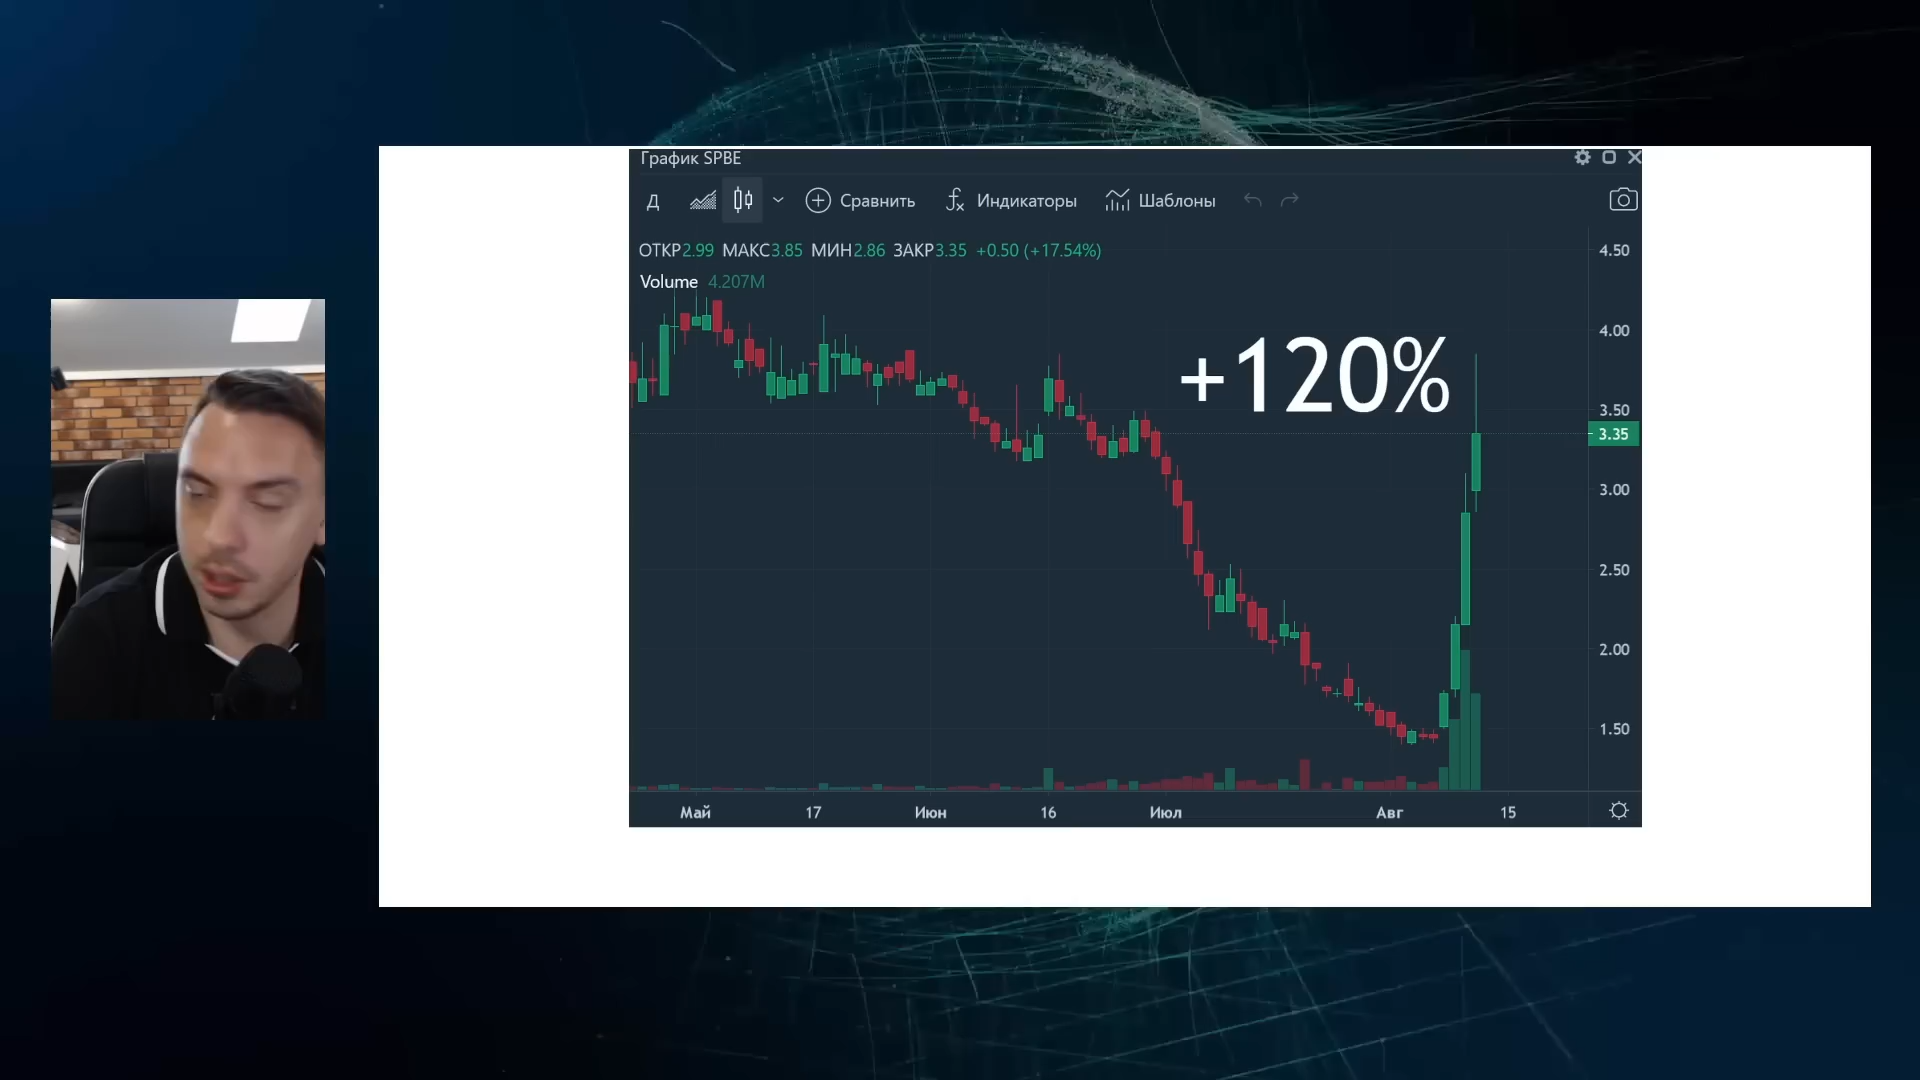 График SPBE
Д Сравнить Индикаторы Шаблоны
ОТКР2.99 МАКС3.85 МИН2.86 ЗАКР3.35 +0.50 (+17.54%)
Volume 4.207M
+120%
4.50
4.00
3.50
3.35
3.00
2.50
2.00
1.50
Май 17 Июн 16 Июл Авг 15